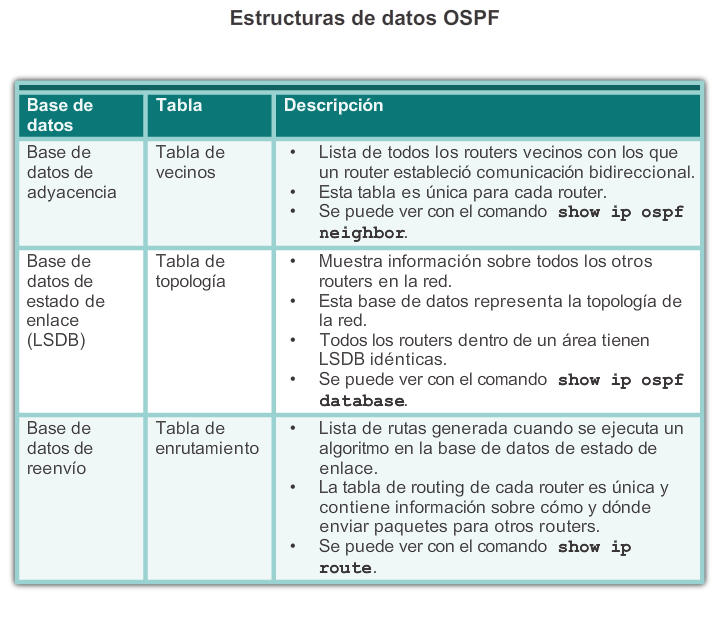 Estructuras de datos OSPF
Base de
datos
Tabla
Descripción
Base de
datos de
adyacencia
Tabla de
vecinos
• Lista de todos los routers vecinos con los que
un router estableció comunicación bidireccional.
• Esta tabla es única para cada router.
• Se puede ver con el comando show ip ospf
neighbor.
Base de
datos de
estado de
enlace
(LSDB)
Tabla de
topología
• Muestra información sobre todos los otros
routers en la red.
• Esta base de datos representa la topología de
la red.
• Todos los routers dentro de un área tienen
LSDB idénticas.
• Se puede ver con el comando show ip ospf
database.
Base de
datos de
reenvío
Tabla de
enrutamiento
• Lista de rutas generada cuando se ejecuta un
algoritmo en la base de datos de estado de
enlace.
• La tabla de routing de cada router es única y
contiene información sobre cómo y dónde
enviar paquetes para otros routers.
• Se puede ver con el comando show ip
route.